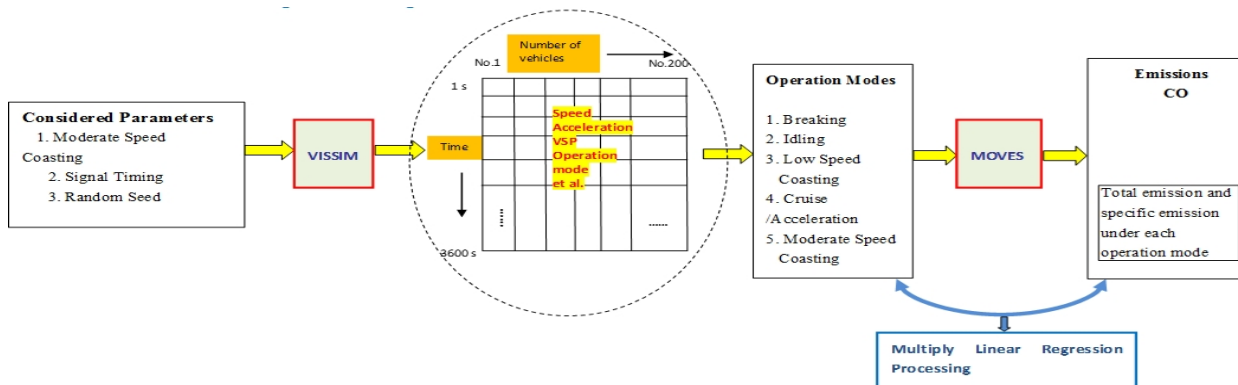 Considered Parameters
1. Moderate Speed
Coasting
2. Signal Timing
3. Random Seed
VISSIM
Number of
vehicles
No.1
No.200
1 s
Time
3600 s
Speed
Acceleration
VSP
Operation
mode
et al.
......
......
Operation Modes
1. Breaking
2. Idling
3. Low Speed
Coasting
4. Cruise
/Acceleration
5. Moderate Speed
Coasting
MOVES
Emissions
CO
Total emission and
specific emission
under each
operation mode
Multiply Linear Regression
Processing